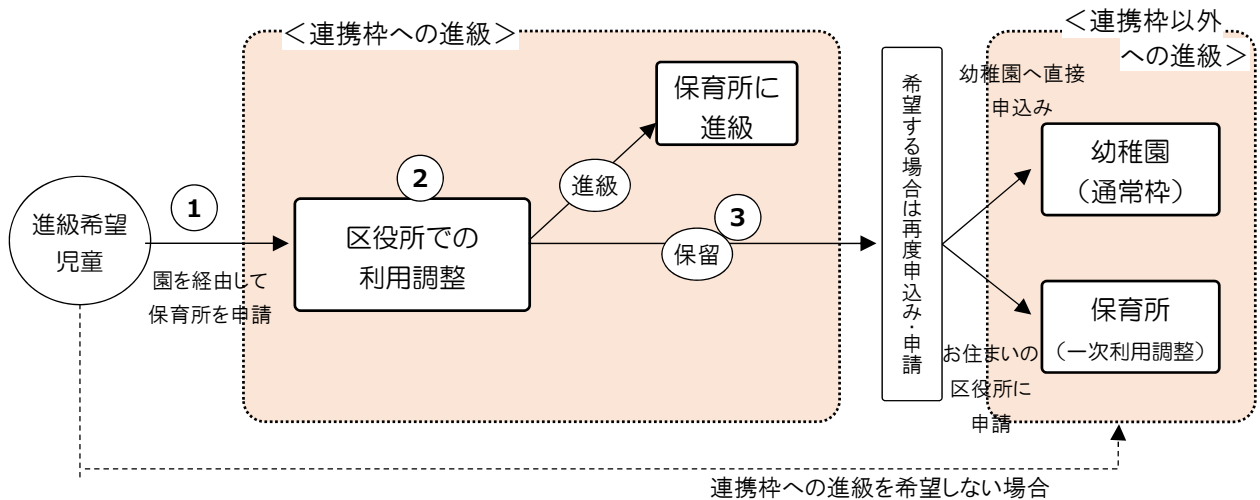 ＜連携枠への進級＞
＜連携枠以外
への進級＞
進級希望
児童
1
園を経由して
保育所を申請
2
区役所での
利用調整
進級
保育所に
進級
3
保留
希望する場合は再度申込み・申請
幼稚園へ直接
申込み
幼稚園
（通常枠）
保育所
（一次利用調整）
お住まいの
区役所に
申請
連携枠への進級を希望しない場合